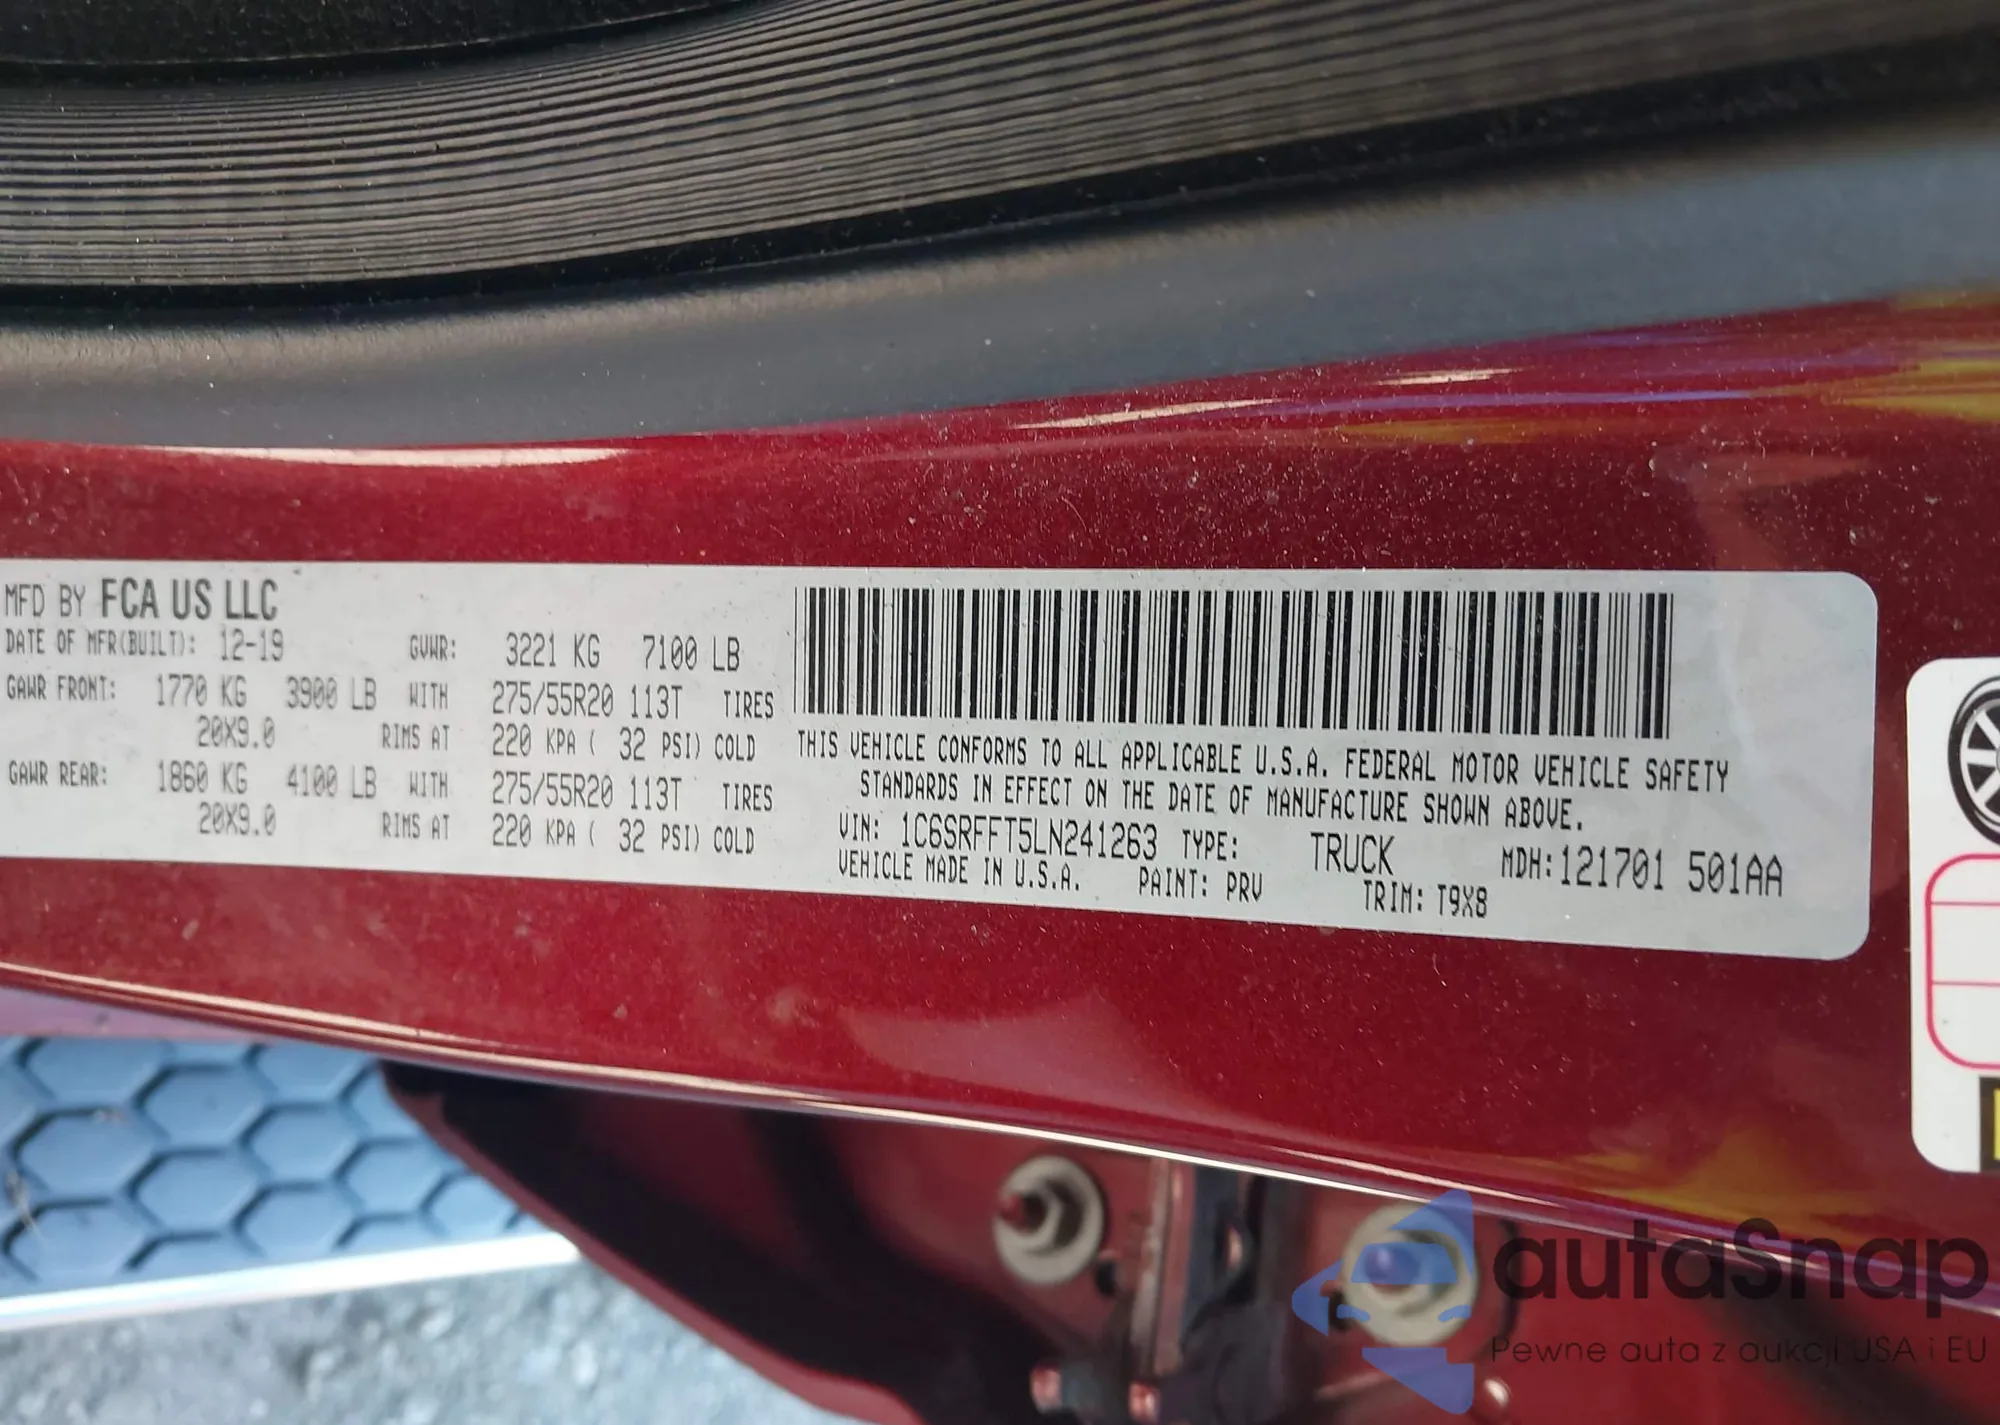 MFD BY FCA US LLC
DATE OF MFR(BUILT): 12-19 GVWR: 3221 KG 7100 LB
GAWR FRONT: 1770 KG 3900 LB WITH 275/55R20 113T TIRES
20X9.0 RIMS AT 220 KPA ( 32 PSI) COLD
GAWR REAR: 1860 KG 4100 LB WITH 275/55R20 113T TIRES
20X9.0 RIMS AT 220 KPA ( 32 PSI) COLD
THIS VEHICLE CONFORMS TO ALL APPLICABLE U.S.A. FEDERAL MOTOR VEHICLE SAFETY
STANDARDS IN EFFECT ON THE DATE OF MANUFACTURE SHOWN ABOVE.
VIN: 1C6SRFFT5LN241263 TYPE: TRUCK MDH:121701 501AA
VEHICLE MADE IN U.S.A. PAINT: PRV TRIM: T9X8
autaSnap
Pewne auta z aukcji USA i EU